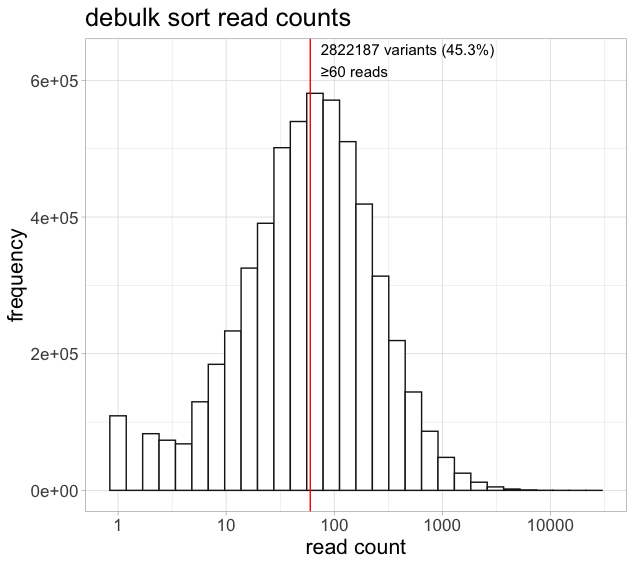 debulk sort read counts
2822187 variants (45.3%)
≥60 reads
6e+05
4e+05
2e+05
0e+00
frequency
1 10 100 1000 10000
read count